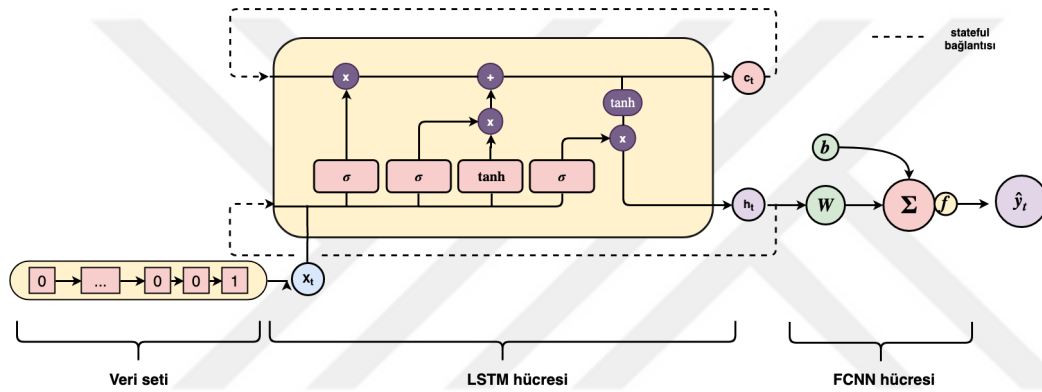 stateful
bağlantısı
x
+
c_t
tanh
x
x
b
σ
σ
tanh
σ
h_t
W
Σ
f
ŷ_t
0
...
0
0
1
x_t
Veri seti
LSTM hücresi
FCNN hücresi